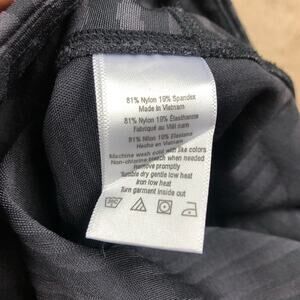 81% Nylon 19% Spandex
Made in Vietnam
81% Nylon 19% Elasthanne
Fabriqué au Viêt nam
81% Nilon 19% Elastano
Hecho en Vietnam
Machine wash cold with like colors
Non-chlorine bleach when needed
Remove promptly
Tumble dry gentle low heat
Iron low heat
Turn garment inside out